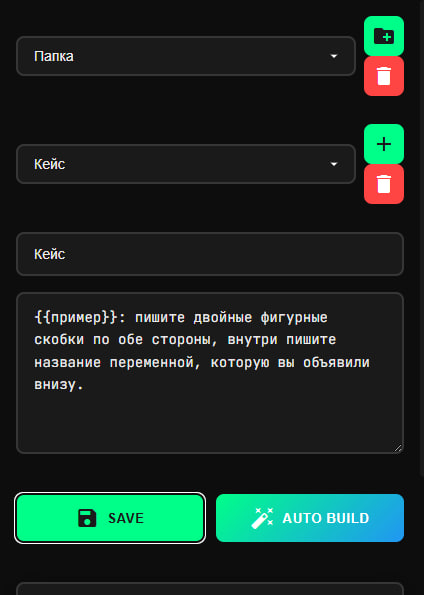 Папка
Кейс
Кейс
{{пример}}: пишите двойные фигурные
скобки по обе стороны, внутри пишите
название переменной, которую вы объявили
внизу.
SAVE
AUTO BUILD